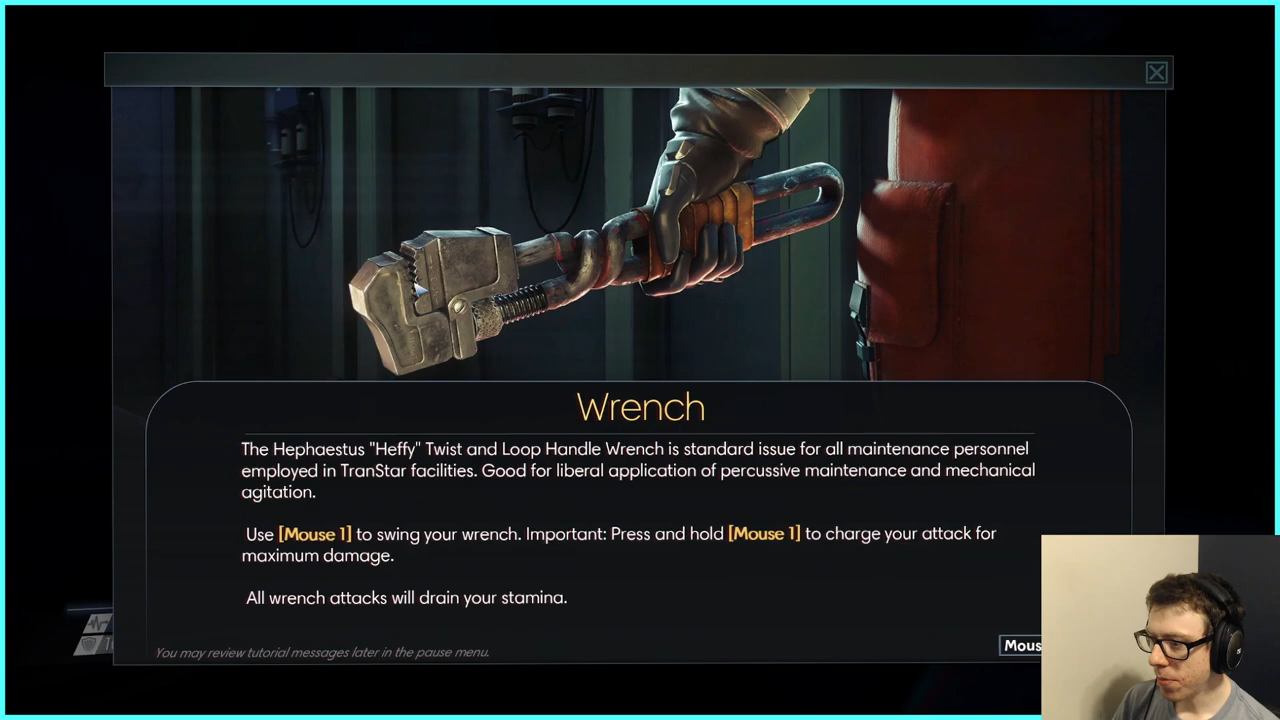 Wrench
The Hephaestus "Heffy" Twist and Loop Handle Wrench is standard issue for all maintenance personnel
employed in TranStar facilities. Good for liberal application of percussive maintenance and mechanical
agitation.
Use [Mouse 1] to swing your wrench. Important: Press and hold [Mouse 1] to charge your attack for
maximum damage.
All wrench attacks will drain your stamina.
You may review tutorial messages later in the pause menu.